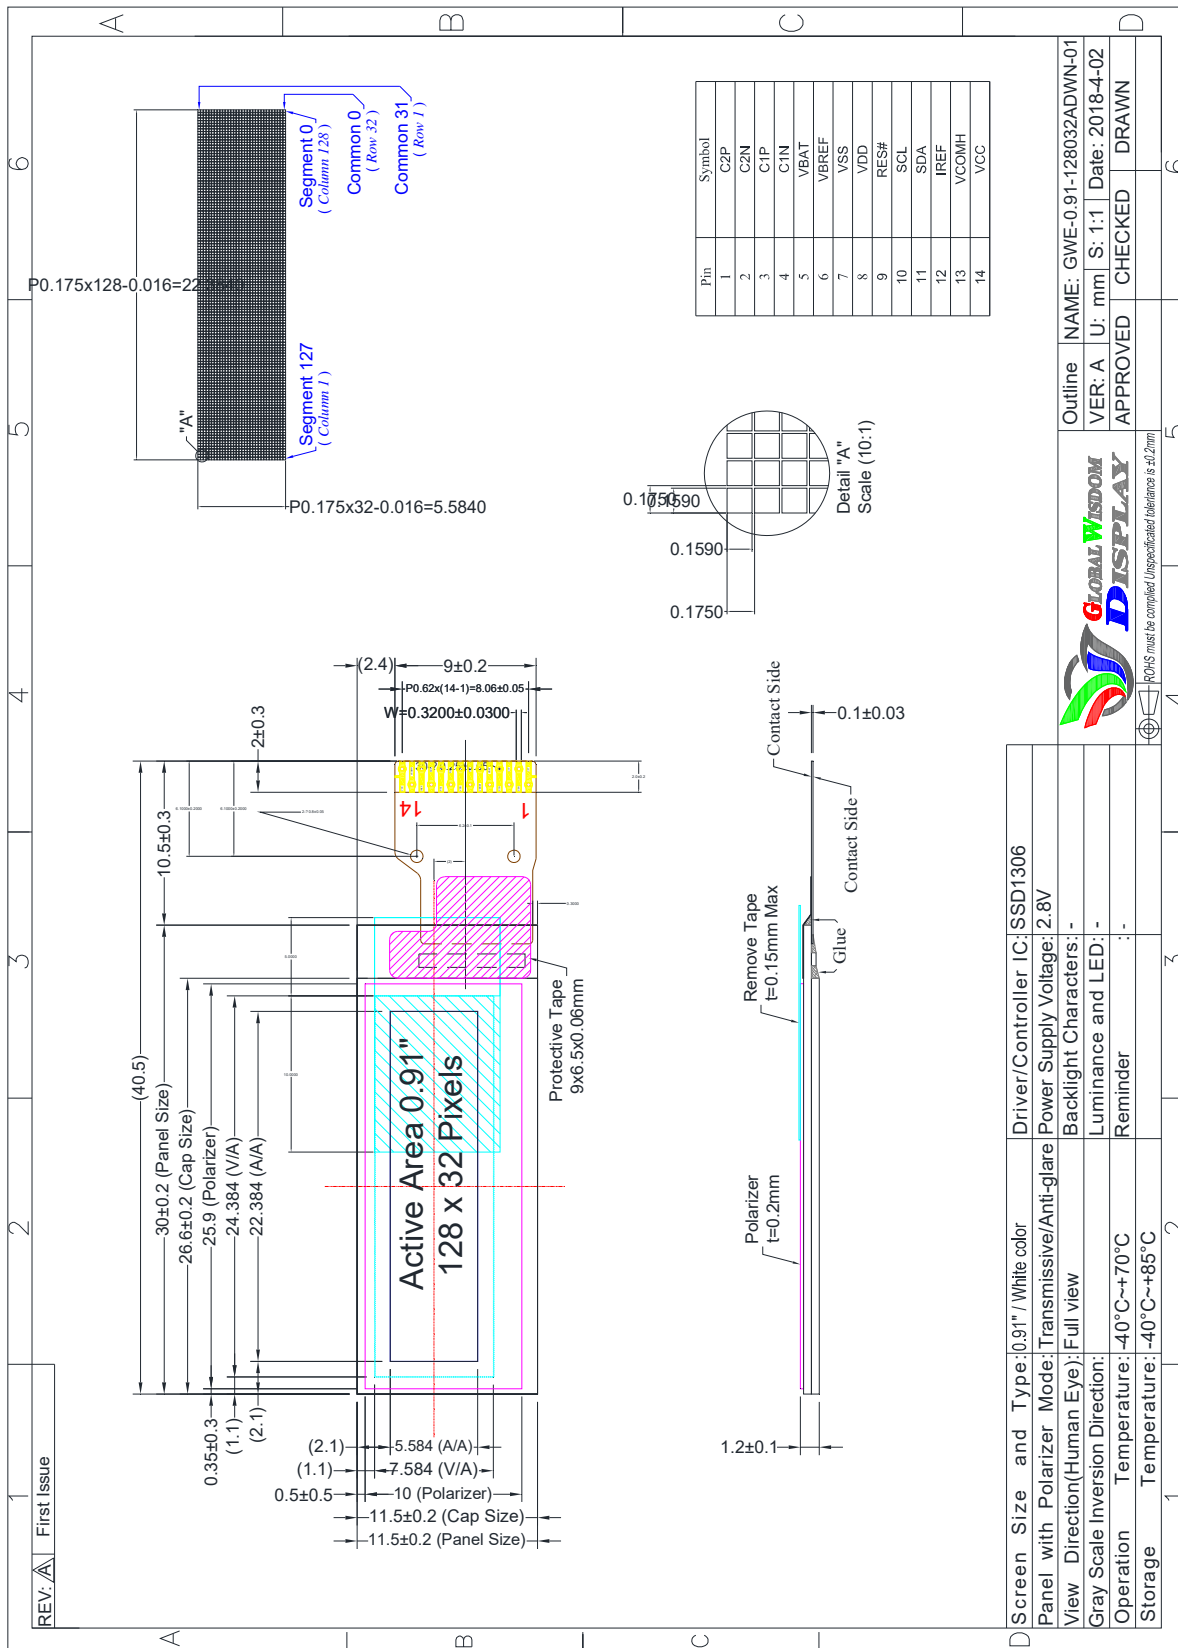 REV: A First Issue
1 2 3 4 5 6
A
B
C
D
(40.5)
30±0.2 (Panel Size)
10.5±0.3
2±0.3
26.6±0.2 (Cap Size)
25.9 (Polarizer)
24.384 (V/A)
22.384 (A/A)
0.35±0.3
(1.1)
(2.1)
(2.1)
5.584 (A/A)
(1.1)
7.584 (V/A)
0.5±0.5
10 (Polarizer)
11.5±0.2 (Cap Size)
11.5±0.2 (Panel Size)
Active Area 0.91"
128 x 32 Pixels
Protective Tape
9x6.5x0.06mm
(2.4)
9±0.2
P0.62x(14-1)=8.06±0.05
W=0.3200±0.0300
14
1
P0.175x128-0.016=22.3840
"A"
Segment 127
( Column 1 )
Segment 0
( Column 128 )
Common 0
( Row 32 )
Common 31
( Row 1 )
P0.175x32-0.016=5.5840
0.1750
0.1590
0.1590
0.1750
Detail "A"
Scale (10:1)
Polarizer
t=0.2mm
Remove Tape
t=0.15mm Max
Glue
Contact Side
Contact Side
0.1±0.03
1.2±0.1
Pin Symbol
1 C2P
2 C2N
3 C1P
4 C1N
5 VBAT
6 VBREF
7 VSS
8 VDD
9 RES#
10 SCL
11 SDA
12 IREF
13 VCOMH
14 VCC
Screen Size and Type: 0.91" / White color
Panel with Polarizer Mode: Transmissive/Anti-glare
View Direction(Human Eye): Full view
Gray Scale Inversion Direction:
Operation Temperature: -40°C~+70°C
Storage Temperature: -40°C~+85°C
Driver/Controller IC: SSD1306
Power Supply Voltage: 2.8V
Backlight Characters: -
Luminance and LED: -
Reminder : -
GLOBAL WISDOM
DISPLAY
ROHS must be complied Unspecificated tolerance is ±0.2mm
Outline NAME: GWE-0.91-128032ADWN-01
VER: A U: mm S: 1:1 Date: 2018-4-02
APPROVED CHECKED DRAWN
A
B
C
D
1 2 3 4 5 6